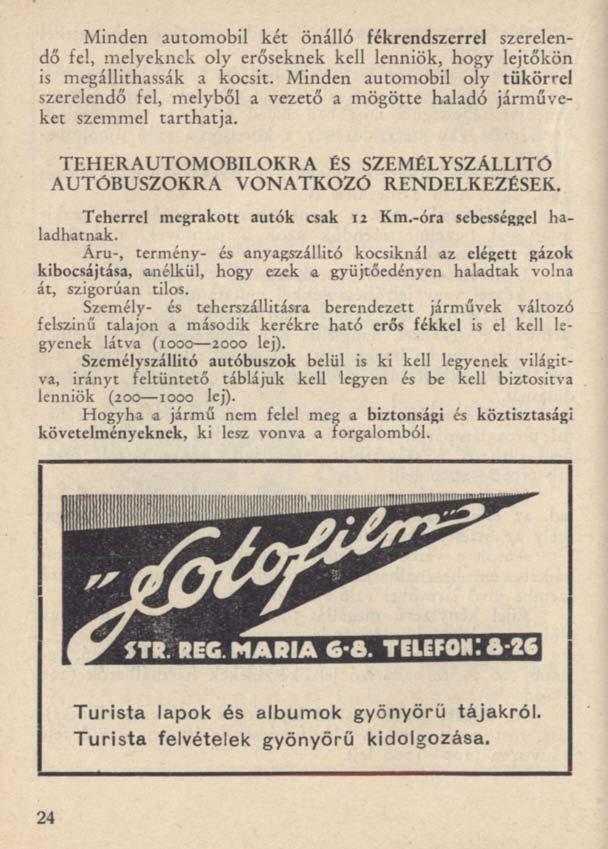 Minden automobil két önálló fékrendszerrel szerelen-
dő fel, melyeknek oly erőseknek kell lenniök, hogy lejtőkön
is megállithassák a kocsit. Minden automobil oly tükörrel
szerelendő fel, melyből a vezető a mögötte haladó járműve-
ket szemmel tarthatja.
TEHERAUTOMOBILOKRA ÉS SZEMÉLYSZÁLLITÓ
AUTÓBUSZOKRA VONATKOZÓ RENDELKEZÉSEK.
Teherrel megrakott autók csak 12 Km.-óra sebességgel ha-
ladhatnak.
Áru-, termény- és anyagszállitó kocsiknál az elégett gázok
kibocsájtása, anélkül, hogy ezek a gyüjtőedényen haladtak volna
át, szigorúan tilos.
Személy- és teherszállitásra berendezett járművek változó
felszinű talajon a második kerékre ható erős fékkel is el kell le-
gyenek látva (1000—2000 lej).
Személyszállitó autóbuszok belül is ki kell legyenek világit-
va, irányt feltüntető táblájuk kell legyen és be kell biztositva
lenniök (200—1000 lej).
Hogyha a jármű nem felel meg a biztonsági és köztisztasági
követelményeknek, ki lesz vonva a forgalomból.
"Fotofilm"
STR. REG. MARIA 6-8. TELEFON: 8-26
Turista lapok és albumok gyönyörű tájakról.
Turista felvételek gyönyörű kidolgozása.
24